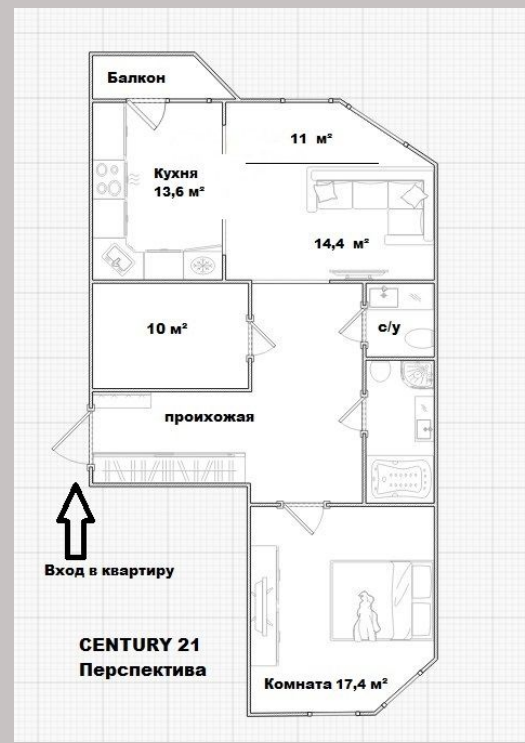 Балкон
11 м²
Кухня
13,6 м²
14,4 м²
10 м²
с/у
проихожая
Вход в квартиру
CENTURY 21
Перспектива
Комната 17,4 м²